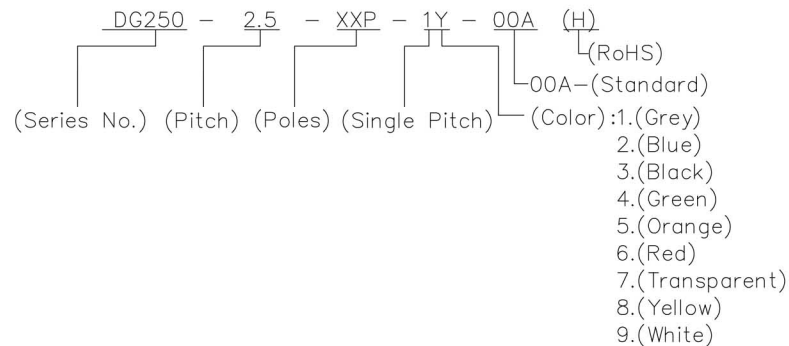 DG250 - 2.5 - XXP - 1Y - 00A (H)
(RoHS)
00A-(Standard)
(Series No.) (Pitch) (Poles) (Single Pitch) (Color):1.(Grey)
2.(Blue)
3.(Black)
4.(Green)
5.(Orange)
6.(Red)
7.(Transparent)
8.(Yellow)
9.(White)